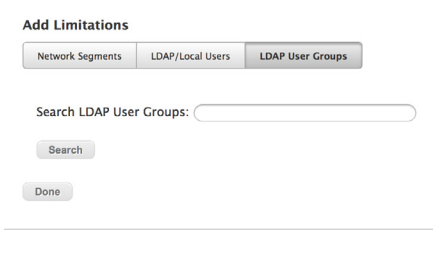 Add Limitations
Network Segments LDAP/Local Users LDAP User Groups
Search LDAP User Groups:
Search
Done